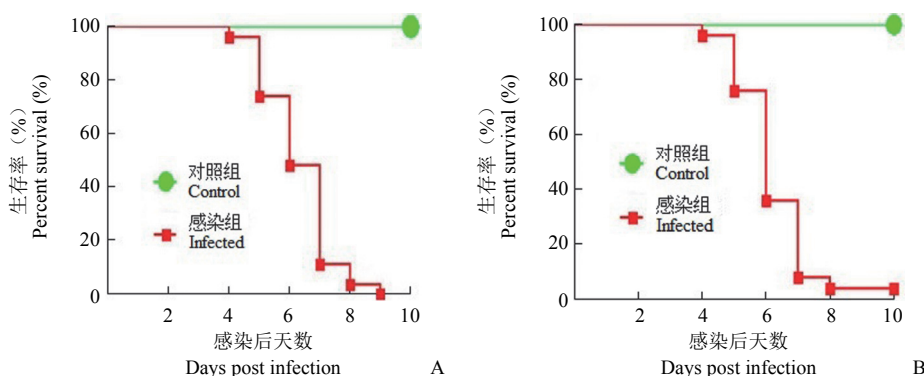 100
80
60
40
20
0
生存率（%）
Percent survival (%)
对照组
Control
感染组
Infected
2 4 6 8 10
感染后天数
Days post infection
A
100
80
60
40
20
0
生存率（%）
Percent survival (%)
对照组
Control
感染组
Infected
2 4 6 8 10
感染后天数
Days post infection
B